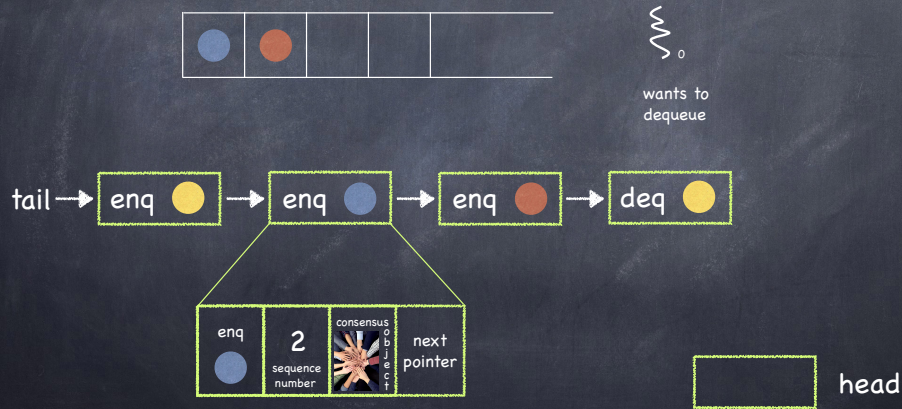 0
wants to
dequeue
tail
enq
enq
enq
deq
enq
2
sequence
number
consensus
object
next
pointer
head